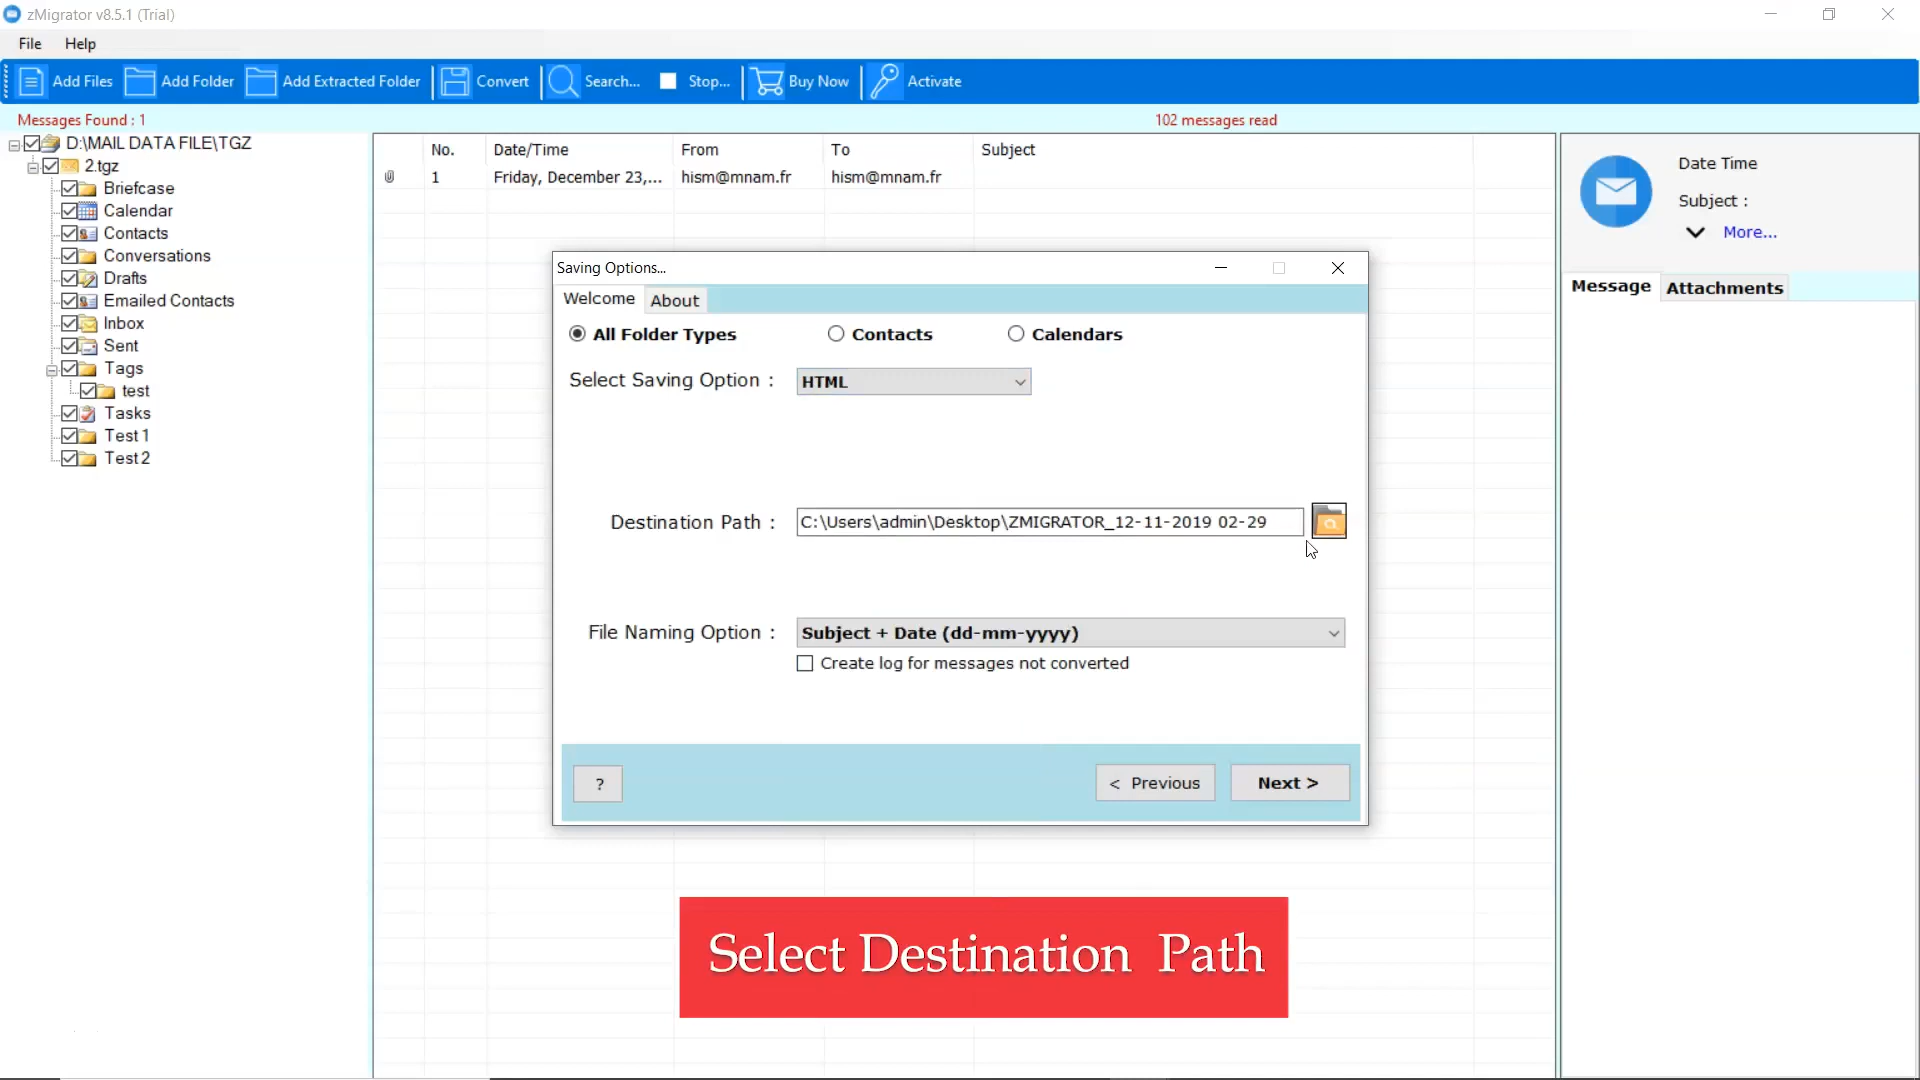 zMigrator v8.5.1 (Trial)
File Help
Add Files Add Folder Add Extracted Folder Convert Search... Stop... Buy Now Activate
Messages Found : 1
102 messages read
D:\MAIL DATA FILE\TGZ
2.tgz
Briefcase
Calendar
Contacts
Conversations
Drafts
Emailed Contacts
Inbox
Sent
Tags
test
Tasks
Test 1
Test 2
No. Date/Time From To Subject
1 Friday, December 23,... hism@mnam.fr hism@mnam.fr
Date Time
Subject :
More...
Message Attachments
Saving Options...
Welcome About
All Folder Types Contacts Calendars
Select Saving Option : HTML
Destination Path : C:\Users\admin\Desktop\ZMIGRATOR_12-11-2019 02-29
File Naming Option : Subject + Date (dd-mm-yyyy)
Create log for messages not converted
? < Previous Next >
Select Destination Path